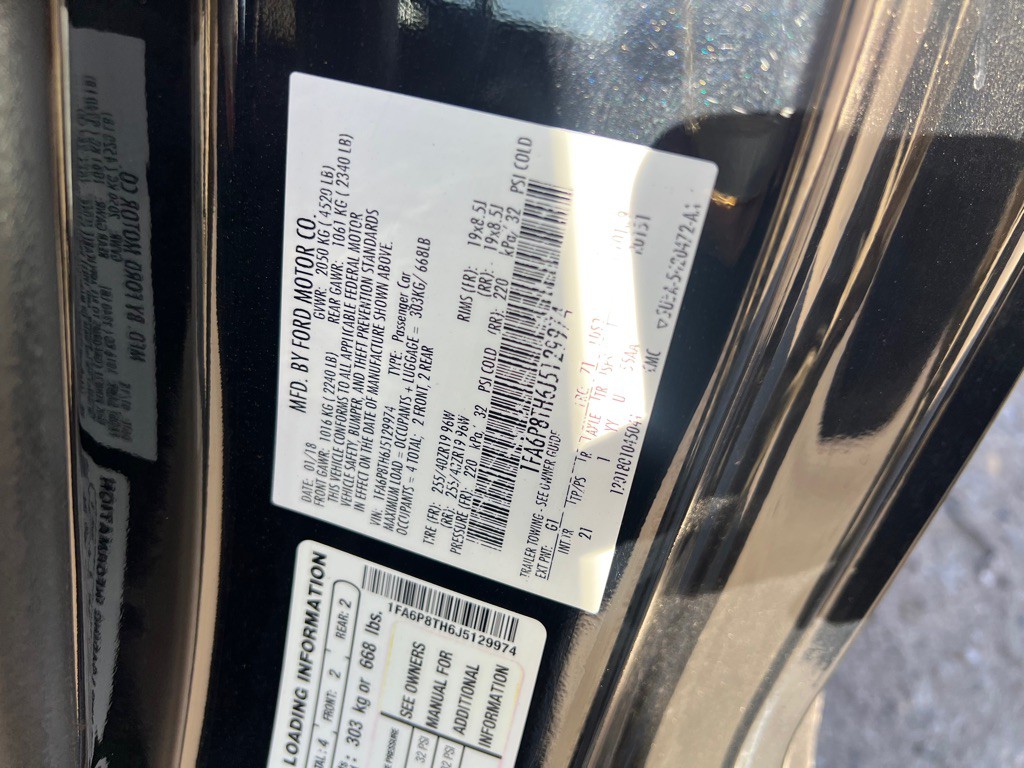 MFD. BY FORD MOTOR CO.
DATE: 01/18
GVWR: 2050 KG ( 4520 LB)
FRONT GAWR: 1016 KG ( 2240 LB)
REAR GAWR: 1061 KG ( 2340 LB)
THIS VEHICLE CONFORMS TO ALL APPLICABLE FEDERAL MOTOR
VEHICLE SAFETY, BUMPER, AND THEFT PREVENTION STANDARDS
IN EFFECT ON THE DATE OF MANUFACTURE SHOWN ABOVE.
VIN: 1FA6P8TH6J5129974
TYPE: Passenger Car
MAXIMUM LOAD = OCCUPANTS + LUGGAGE = 303KG/ 668LB
OCCUPANTS = 4 TOTAL; 2 FRONT, 2 REAR
TIRE (FR): 255/40ZR19 96W
RIMS (FR): 19x8.5J
(RR): 255/40ZR19 96W
(RR): 19x8.5J
PRESSURE (FR): 220 kPa/ 32 PSI COLD (RR): 220 kPa/ 32 PSI COLD
1FA6P8TH6J5129974
TRAILER TOWING - SEE OWNER GUIDE
EXT PNT: G1
INT TR TP/PS
21
LOADING INFORMATION
4 FRONT: 2 REAR: 2
303 kg or 668 lbs.
32 PSI
32 PSI
SEE OWNERS
MANUAL FOR
ADDITIONAL
INFORMATION
1FA6P8TH6J5129974